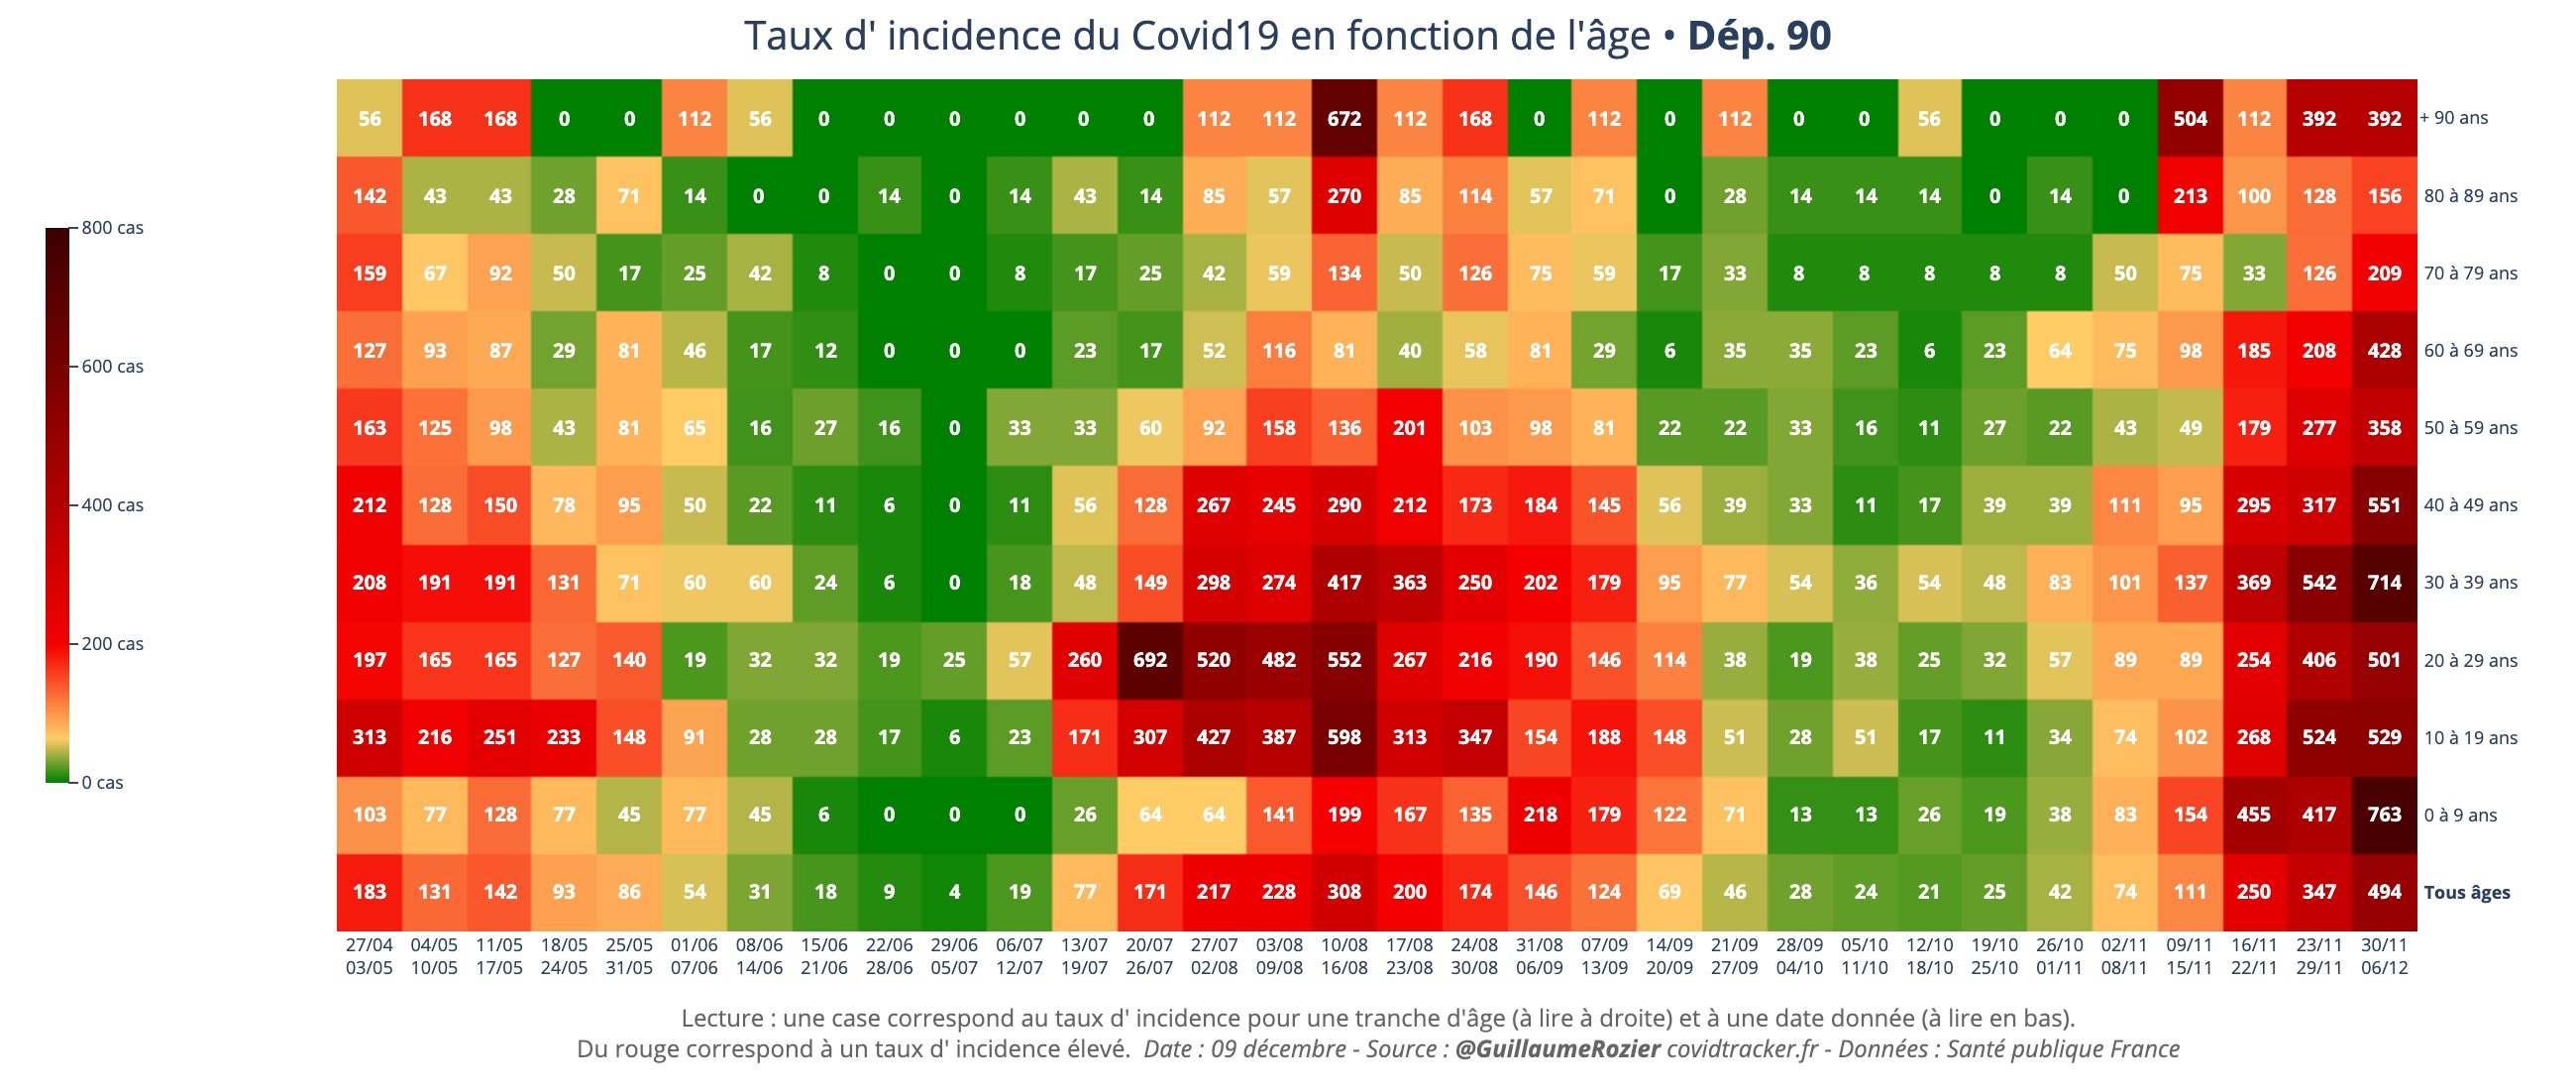 Taux d' incidence du Covid19 en fonction de l'âge • Dép. 90
56 168 168 0 0 112 56 0 0 0 0 0 0 112 112 672 112 168 0 112 0 112 0 0 56 0 0 0 504 112 392 392 + 90 ans
142 43 43 28 71 14 0 0 14 0 14 43 14 85 57 270 85 114 57 71 0 28 14 14 14 0 14 0 213 100 128 156 80 à 89 ans
800 cas
159 67 92 50 17 25 42 8 0 0 8 17 25 42 59 134 50 126 75 59 17 33 8 8 8 8 8 50 75 33 126 209 70 à 79 ans
127 93 87 29 81 46 17 12 0 0 0 23 17 52 116 81 40 58 81 29 6 35 35 23 6 23 64 75 98 185 208 428 60 à 69 ans
600 cas
163 125 98 43 81 65 16 27 16 0 33 33 60 92 158 136 201 103 98 81 22 22 33 16 11 27 22 43 49 179 277 358 50 à 59 ans
400 cas
212 128 150 78 95 50 22 11 6 0 11 56 128 267 245 290 212 173 184 145 56 39 33 11 17 39 39 111 95 295 317 551 40 à 49 ans
208 191 191 131 71 60 60 24 6 0 18 48 149 298 274 417 363 250 202 179 95 77 54 36 54 48 83 101 137 369 542 714 30 à 39 ans
200 cas
197 165 165 127 140 19 32 32 19 25 57 260 692 520 482 552 267 216 190 146 114 38 19 38 25 32 57 89 89 254 406 501 20 à 29 ans
313 216 251 233 148 91 28 28 17 6 23 171 307 427 387 598 313 347 154 188 148 51 28 51 17 11 34 74 102 268 524 529 10 à 19 ans
0 cas
103 77 128 77 45 77 45 6 0 0 0 26 64 64 141 199 167 135 218 179 122 71 13 13 26 19 38 83 154 455 417 763 0 à 9 ans
183 131 142 93 86 54 31 18 9 4 19 77 171 217 228 308 200 174 146 124 69 46 28 24 21 25 42 74 111 250 347 494 Tous âges
27/04 04/05 11/05 18/05 25/05 01/06 08/06 15/06 22/06 29/06 06/07 13/07 20/07 27/07 03/08 10/08 17/08 24/08 31/08 07/09 14/09 21/09 28/09 05/10 12/10 19/10 26/10 02/11 09/11 16/11 23/11 30/11
03/05 10/05 17/05 24/05 31/05 07/06 14/06 21/06 28/06 05/07 12/07 19/07 26/07 02/08 09/08 16/08 23/08 30/08 06/09 13/09 20/09 27/09 04/10 11/10 18/10 25/10 01/11 08/11 15/11 22/11 29/11 06/12
Lecture : une case correspond au taux d' incidence pour une tranche d'âge (à lire à droite) et à une date donnée (à lire en bas).
Du rouge correspond à un taux d' incidence élevé. Date : 09 décembre - Source : @GuillaumeRozier covidtracker.fr - Données : Santé publique France